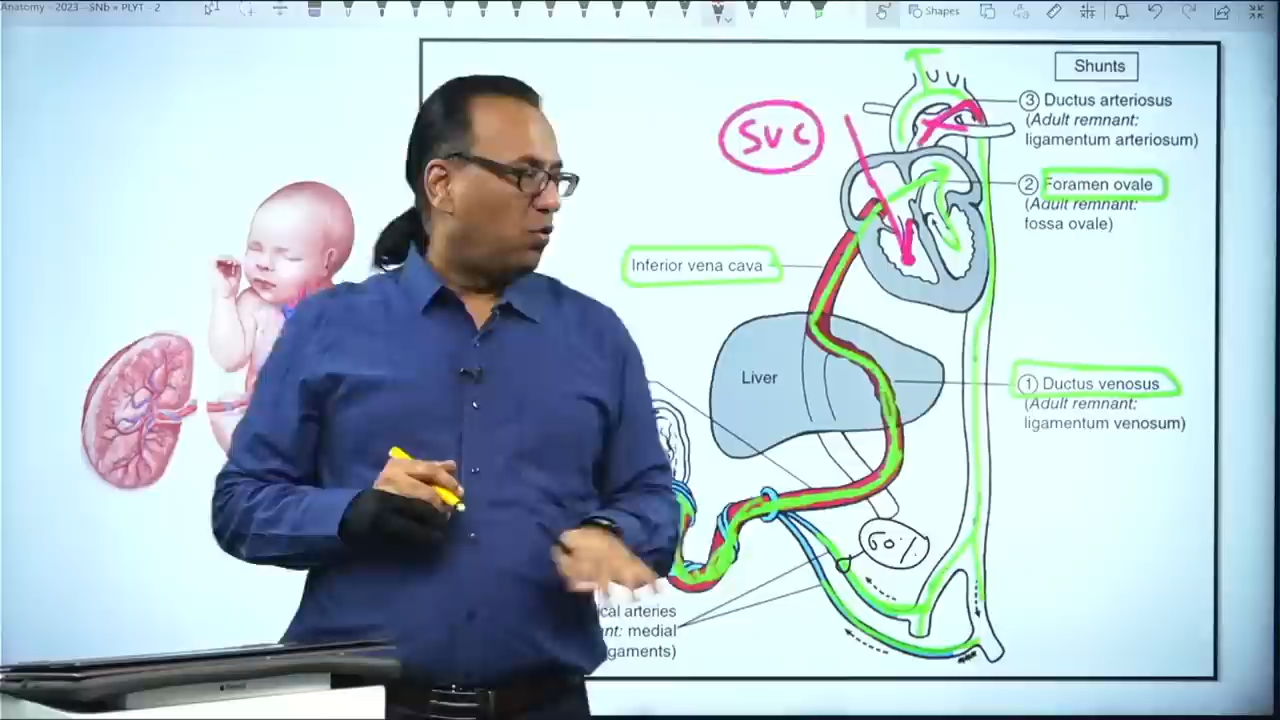 Anatomy - 2023 - SNb » PLYT - 2
Shapes
Shunts
③ Ductus arteriosus
(Adult remnant:
ligamentum arteriosum)
SVC
② Foramen ovale
(Adult remnant:
fossa ovale)
Inferior vena cava
Liver
① Ductus venosus
(Adult remnant:
ligamentum venosum)
60%
ical arteries
nt: medial
gaments)